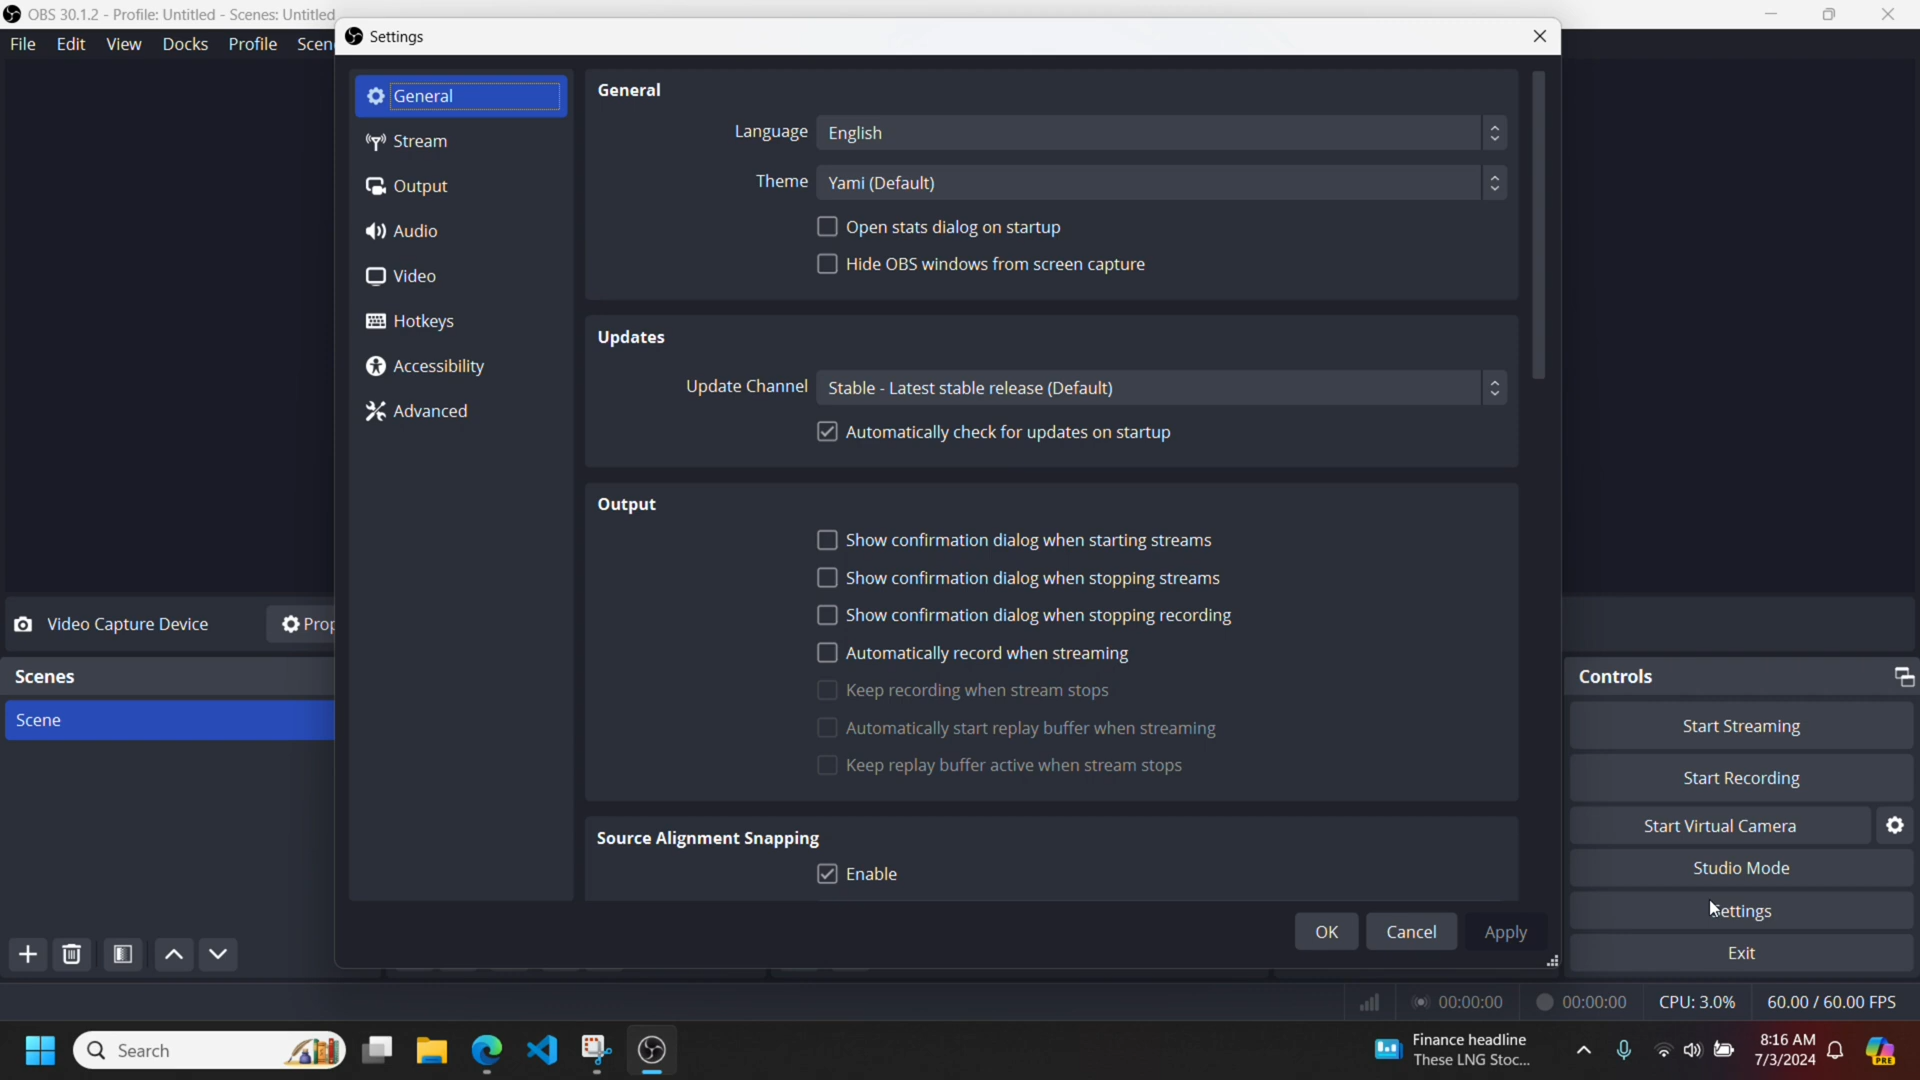 OBS 30.1.2 - Profile: Untitled - Scenes: Untitled
File Edit View Docks Profile Scen
Settings
General
Stream
Output
Audio
Video
Hotkeys
Accessibility
Advanced
General
Language English
Theme Yami (Default)
Open stats dialog on startup
Hide OBS windows from screen capture
Updates
Update Channel Stable - Latest stable release (Default)
Automatically check for updates on startup
Output
Show confirmation dialog when starting streams
Show confirmation dialog when stopping streams
Show confirmation dialog when stopping recording
Automatically record when streaming
Keep recording when stream stops
Automatically start replay buffer when streaming
Keep replay buffer active when stream stops
Source Alignment Snapping
Enable
OK Cancel Apply
Video Capture Device Prop
Scenes
Scene
Controls
Start Streaming
Start Recording
Start Virtual Camera
Studio Mode
Settings
Exit
00:00:00 00:00:00 CPU: 3.0% 60.00 / 60.00 FPS
Search
Finance headline
These LNG Stoc...
8:16 AM
7/3/2024
PRE